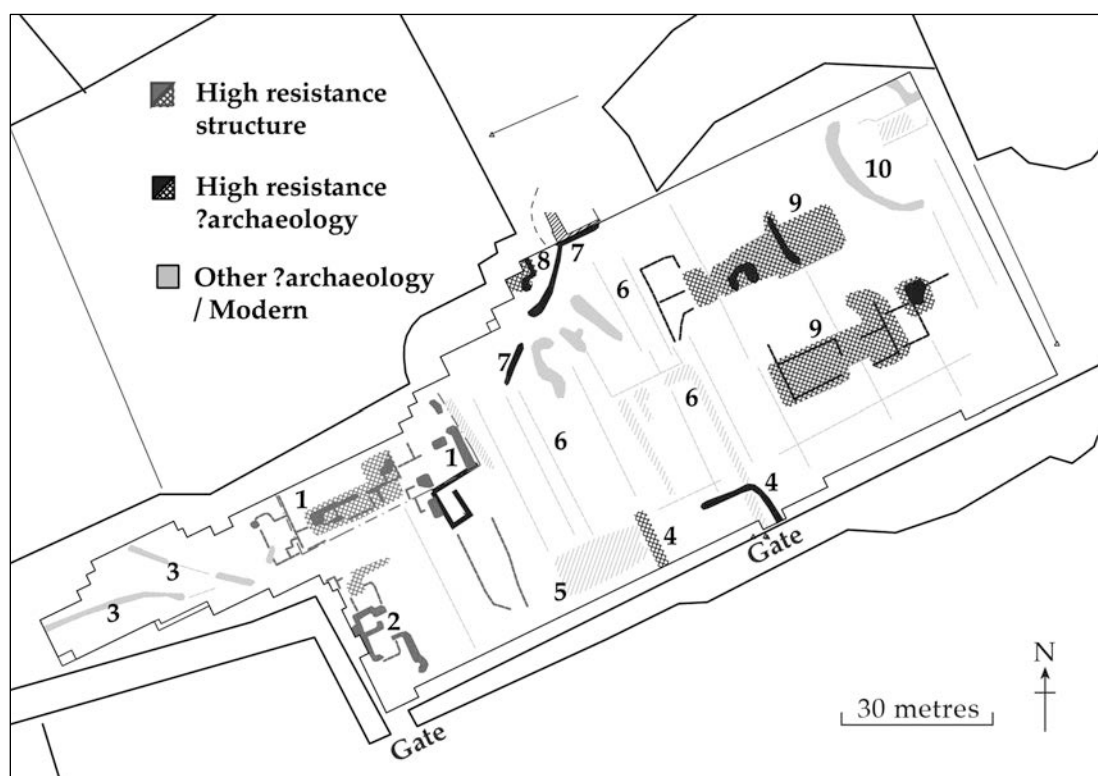 High resistance
structure
High resistance
?archaeology
Other ?archaeology
/ Modern
10
9
7
8
6
9
7
6
6
1
1
4
4
3
5
3
2
Gate
Gate
N
30 metres